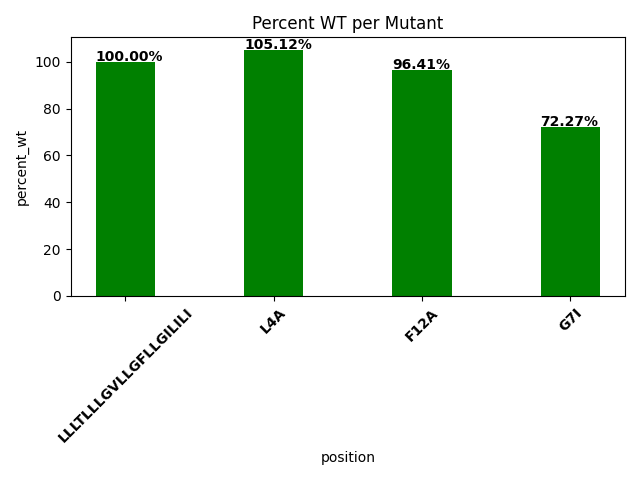 Percent WT per Mutant
percent_wt
100
80
60
40
20
0
100.00%
105.12%
96.41%
72.27%
LLLTLLLGVLLGFLLGILILILI
L4A
F12A
G7I
position